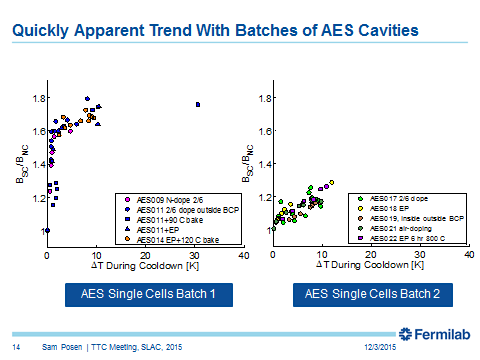 Quickly Apparent Trend With Batches of AES Cavities
B_SC/B_NC
1.8
1.6
1.4
1.2
1
AES009 N-dope 2/6
AES011 2/6 dope outside BCP
AES011+90 C bake
AES011+EP
AES014 EP+120 C bake
0 10 20 30 40
ΔT During Cooldown [K]
AES Single Cells Batch 1
B_SC/B_NC
1.8
1.6
1.4
1.2
1
AES017 2/6 dope
AES018 EP
AES019, inside outside BCP
AES021 air-doping
AES022 EP 6 hr 800 C
0 10 20 30 40
ΔT During Cooldown [K]
AES Single Cells Batch 2
Fermilab
14 Sam Posen | TTC Meeting, SLAC, 2015 12/3/2015